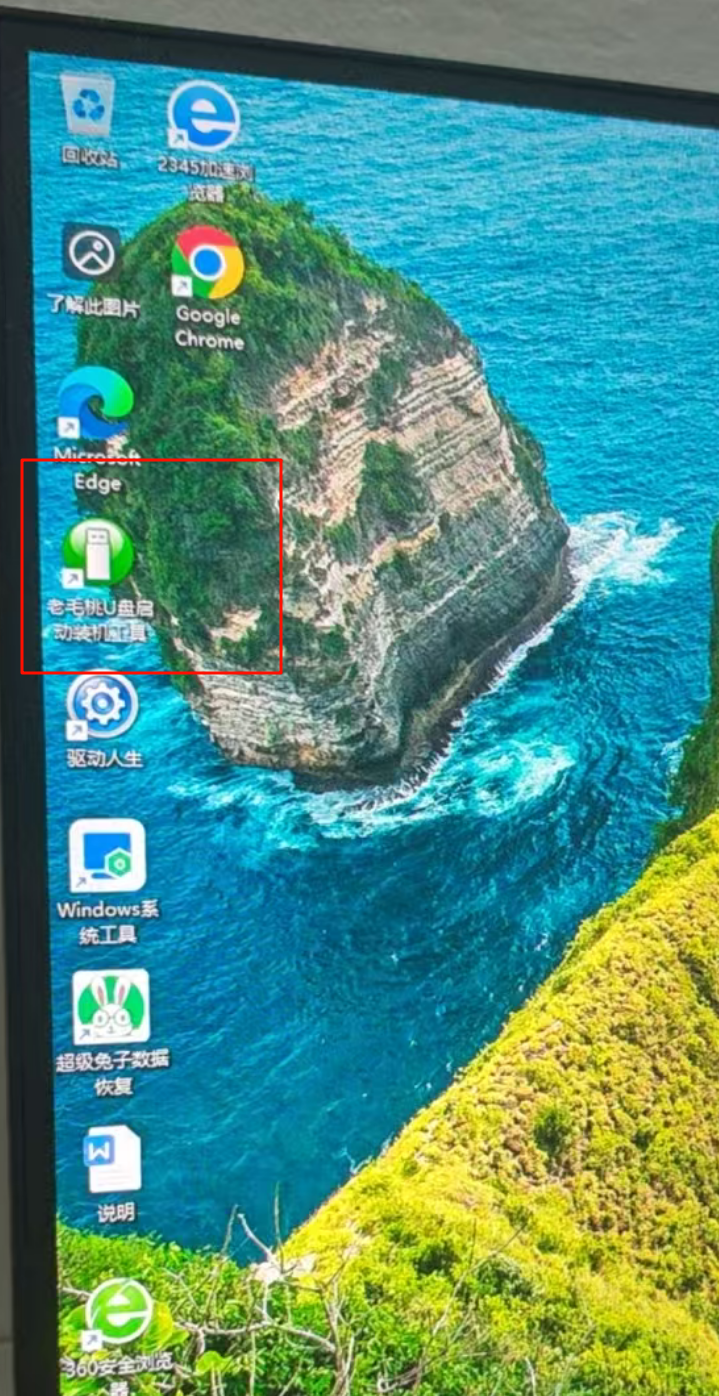 回收站
2345加速浏
览器
了解此图片
Google
Chrome
Microsoft
Edge
老毛桃U盘启
动装机工具
驱动人生
Windows系
统工具
超级兔子数据
恢复
W
说明
360安全浏览
器